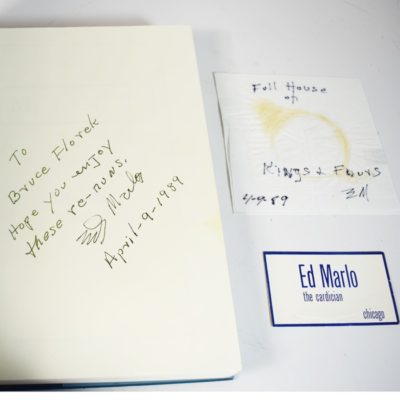 To
Bruce Florek
Hope you enjoy
these re-runs.
Ed Marlo
April-9-1989
Full House
of
Kings & Fours
4-9-89 EM
Ed Marlo
the cardician
chicago